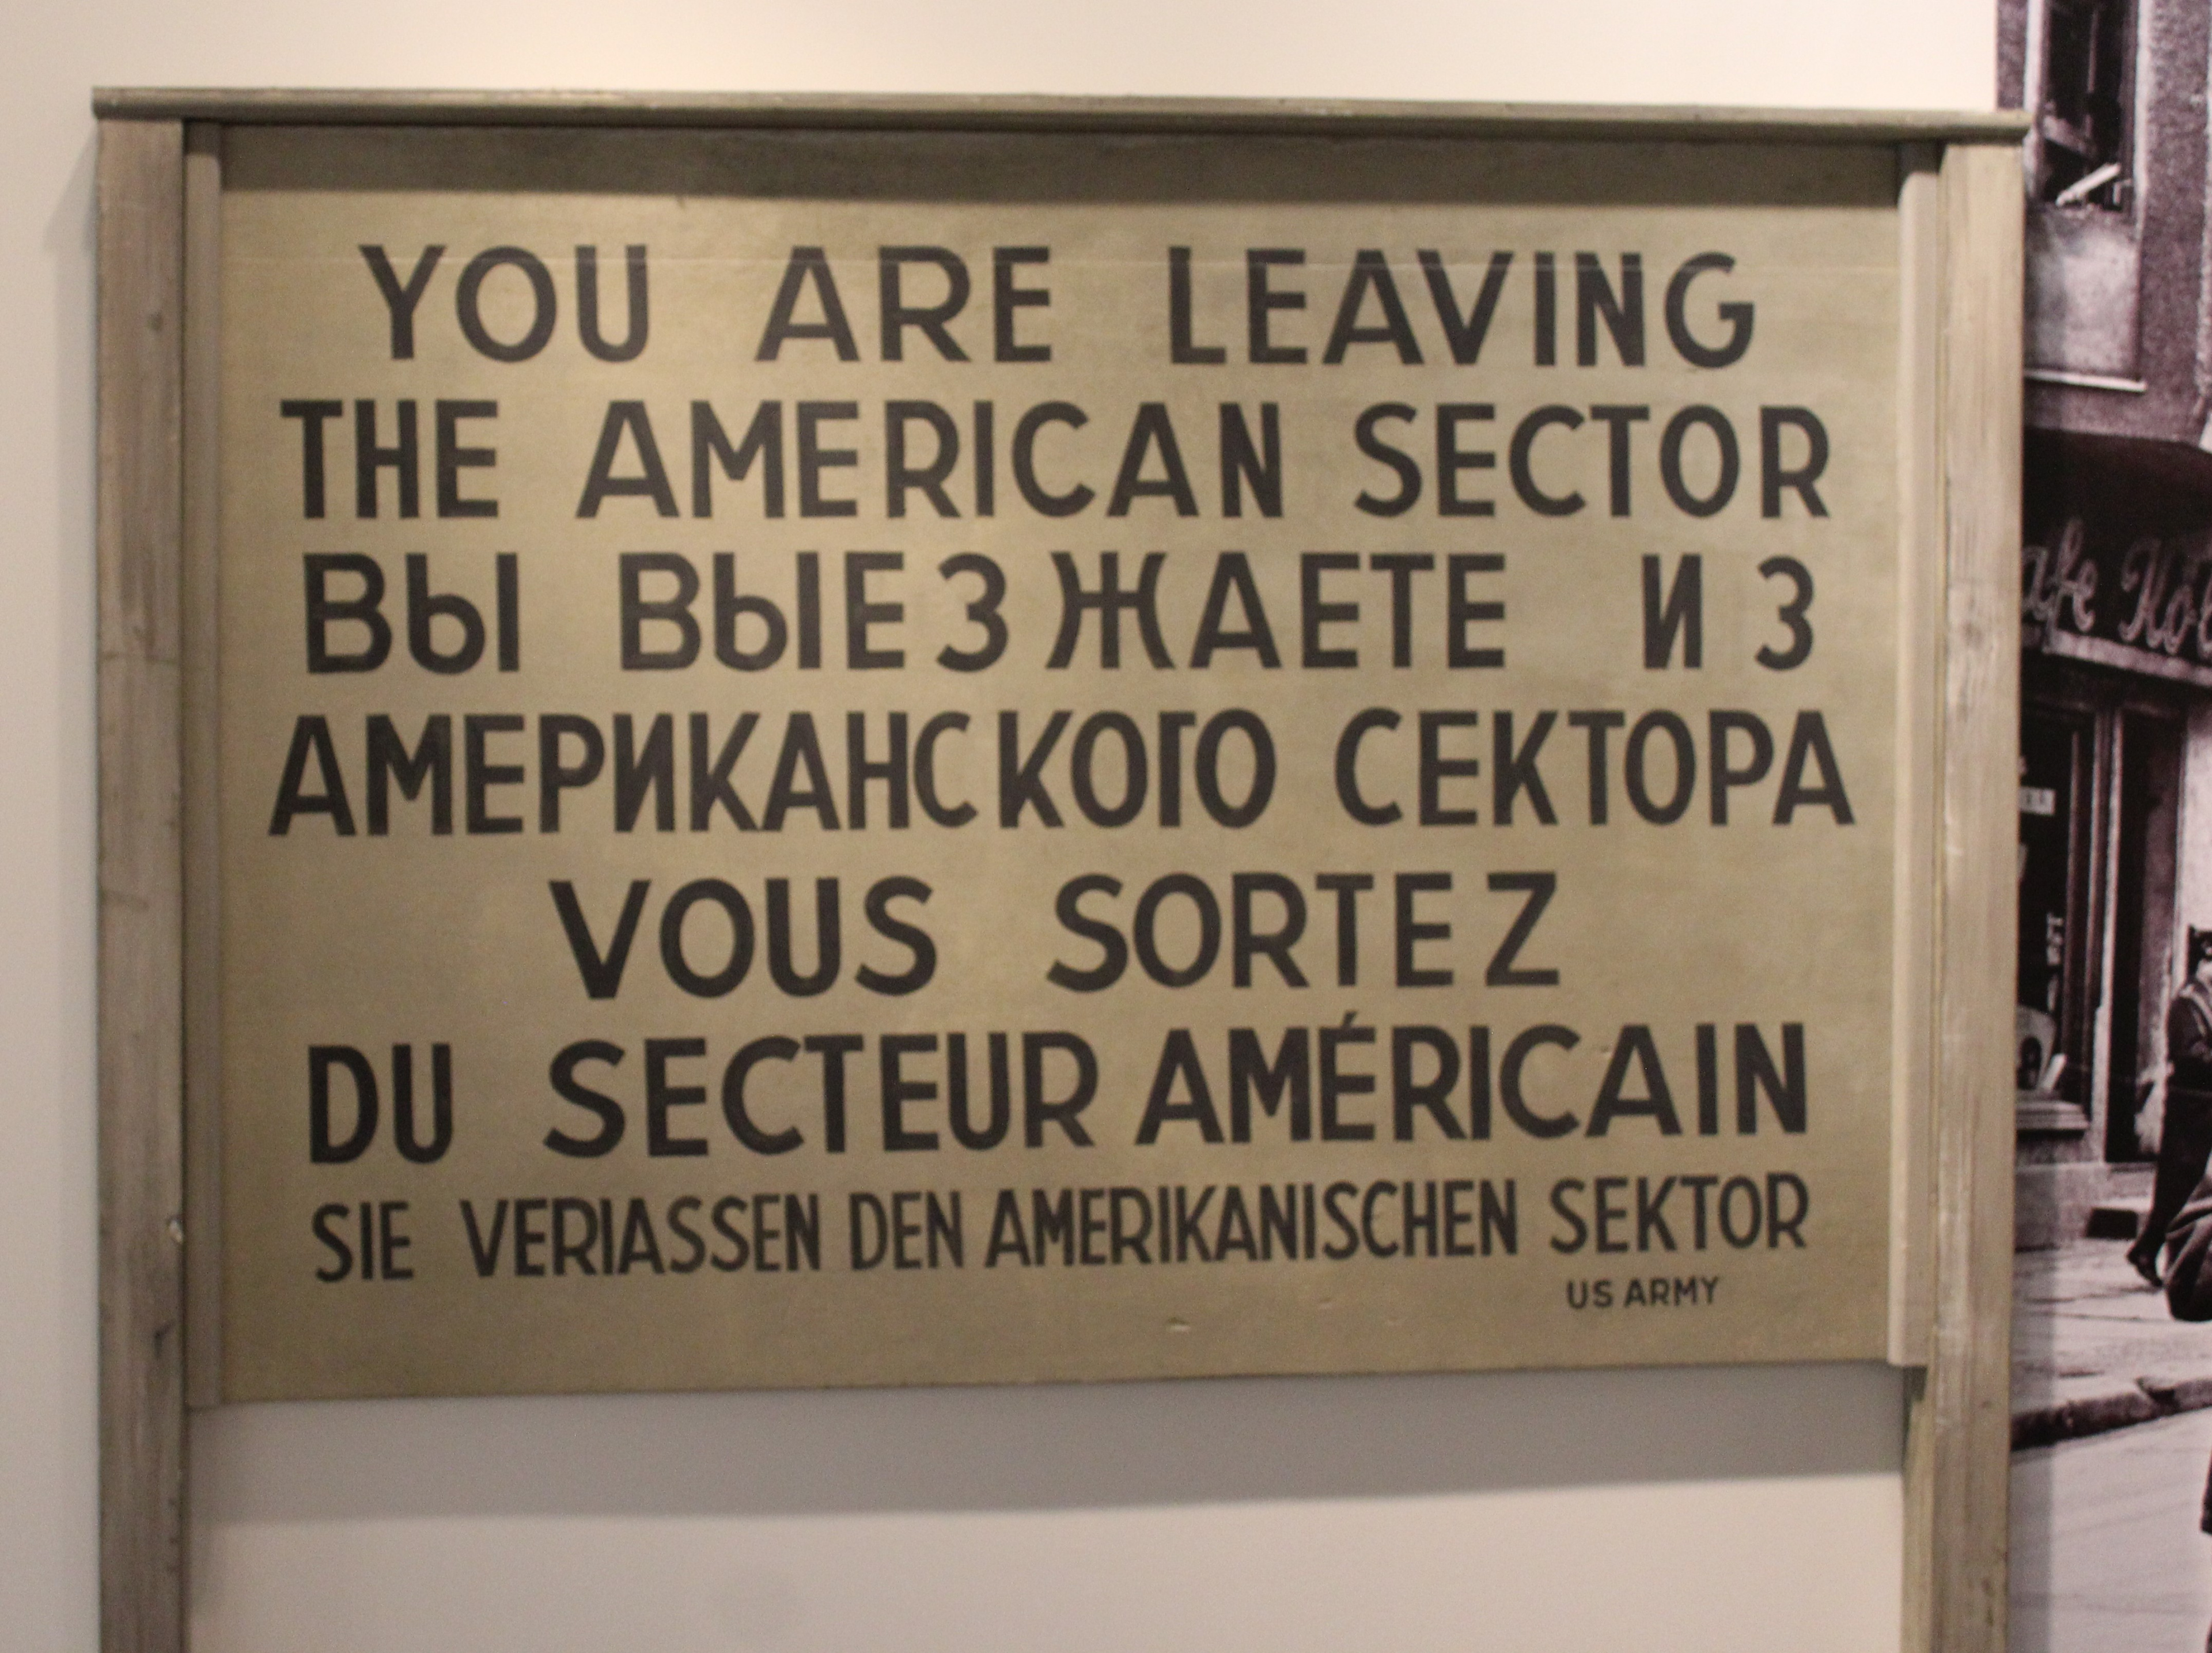 YOU ARE LEAVING
THE AMERICAN SECTOR
ВЫ ВЫЕЗЖАЕТЕ ИЗ
АМЕРИКАНСКОГО СЕКТОРА
VOUS SORTEZ
DU SECTEUR AMÉRICAIN
SIE VERIASSEN DEN AMERIKANISCHEN SEKTOR
US ARMY